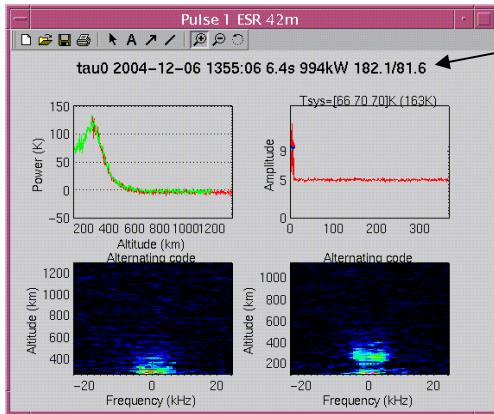 Pulse 1 ESR 42m
tau0 2004-12-06 1355:06 6.4s 994kW 182.1/81.6
Tsys=[66 70 70]K (163K)
150
100
50
0
-50
Power (K)
200 400 600 800 10001200
Altitude (km)
9
5
0
Amplitude
0 100 200 300
Alternating code
1200
1000
800
600
400
Altitude (km)
-20 0 20
Frequency (kHz)
Alternating code
1000
800
600
400
200
Altitude (km)
-20 0 20
Frequency (kHz)